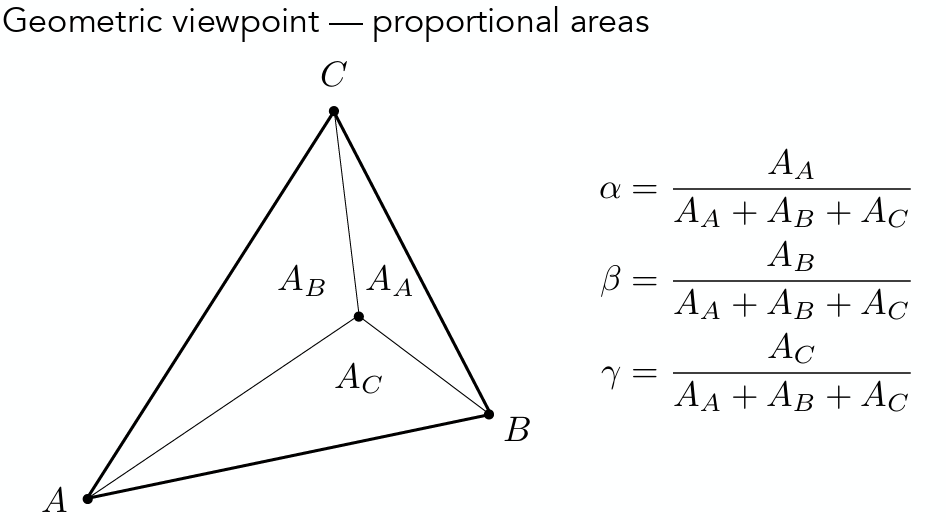 Geometric viewpoint — proportional areas
C
A_B
A_A
A_C
B
A
α = A_A / (A_A + A_B + A_C)
β = A_B / (A_A + A_B + A_C)
γ = A_C / (A_A + A_B + A_C)